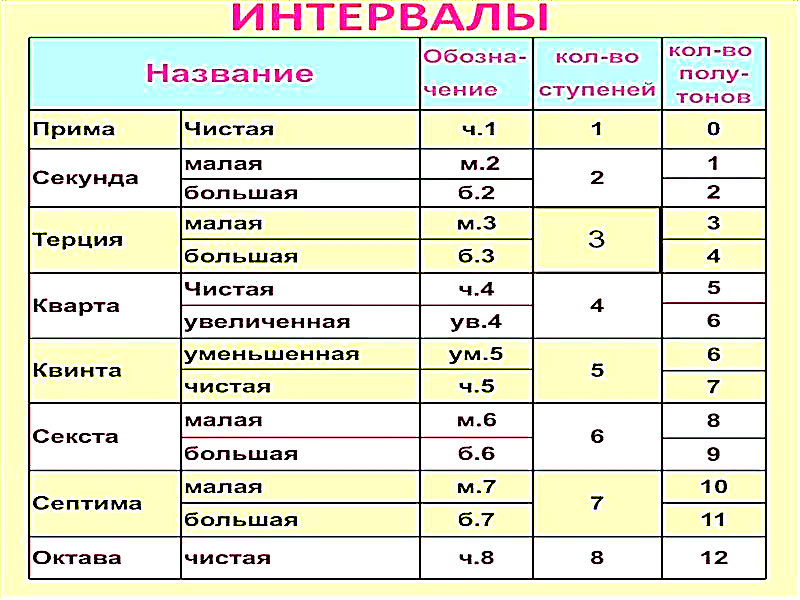 ИНТЕРВАЛЫ
Название Обозна-чение кол-во ступеней кол-во полу-тонов
Прима Чистая ч.1 1 0
Секунда малая м.2 2 1
большая б.2 2
Терция малая м.3 3 3
большая б.3 4
Кварта Чистая ч.4 4 5
увеличенная ув.4 6
Квинта уменьшенная ум.5 5 6
чистая ч.5 7
Секста малая м.6 6 8
большая б.6 9
Септима малая м.7 7 10
большая б.7 11
Октава чистая ч.8 8 12